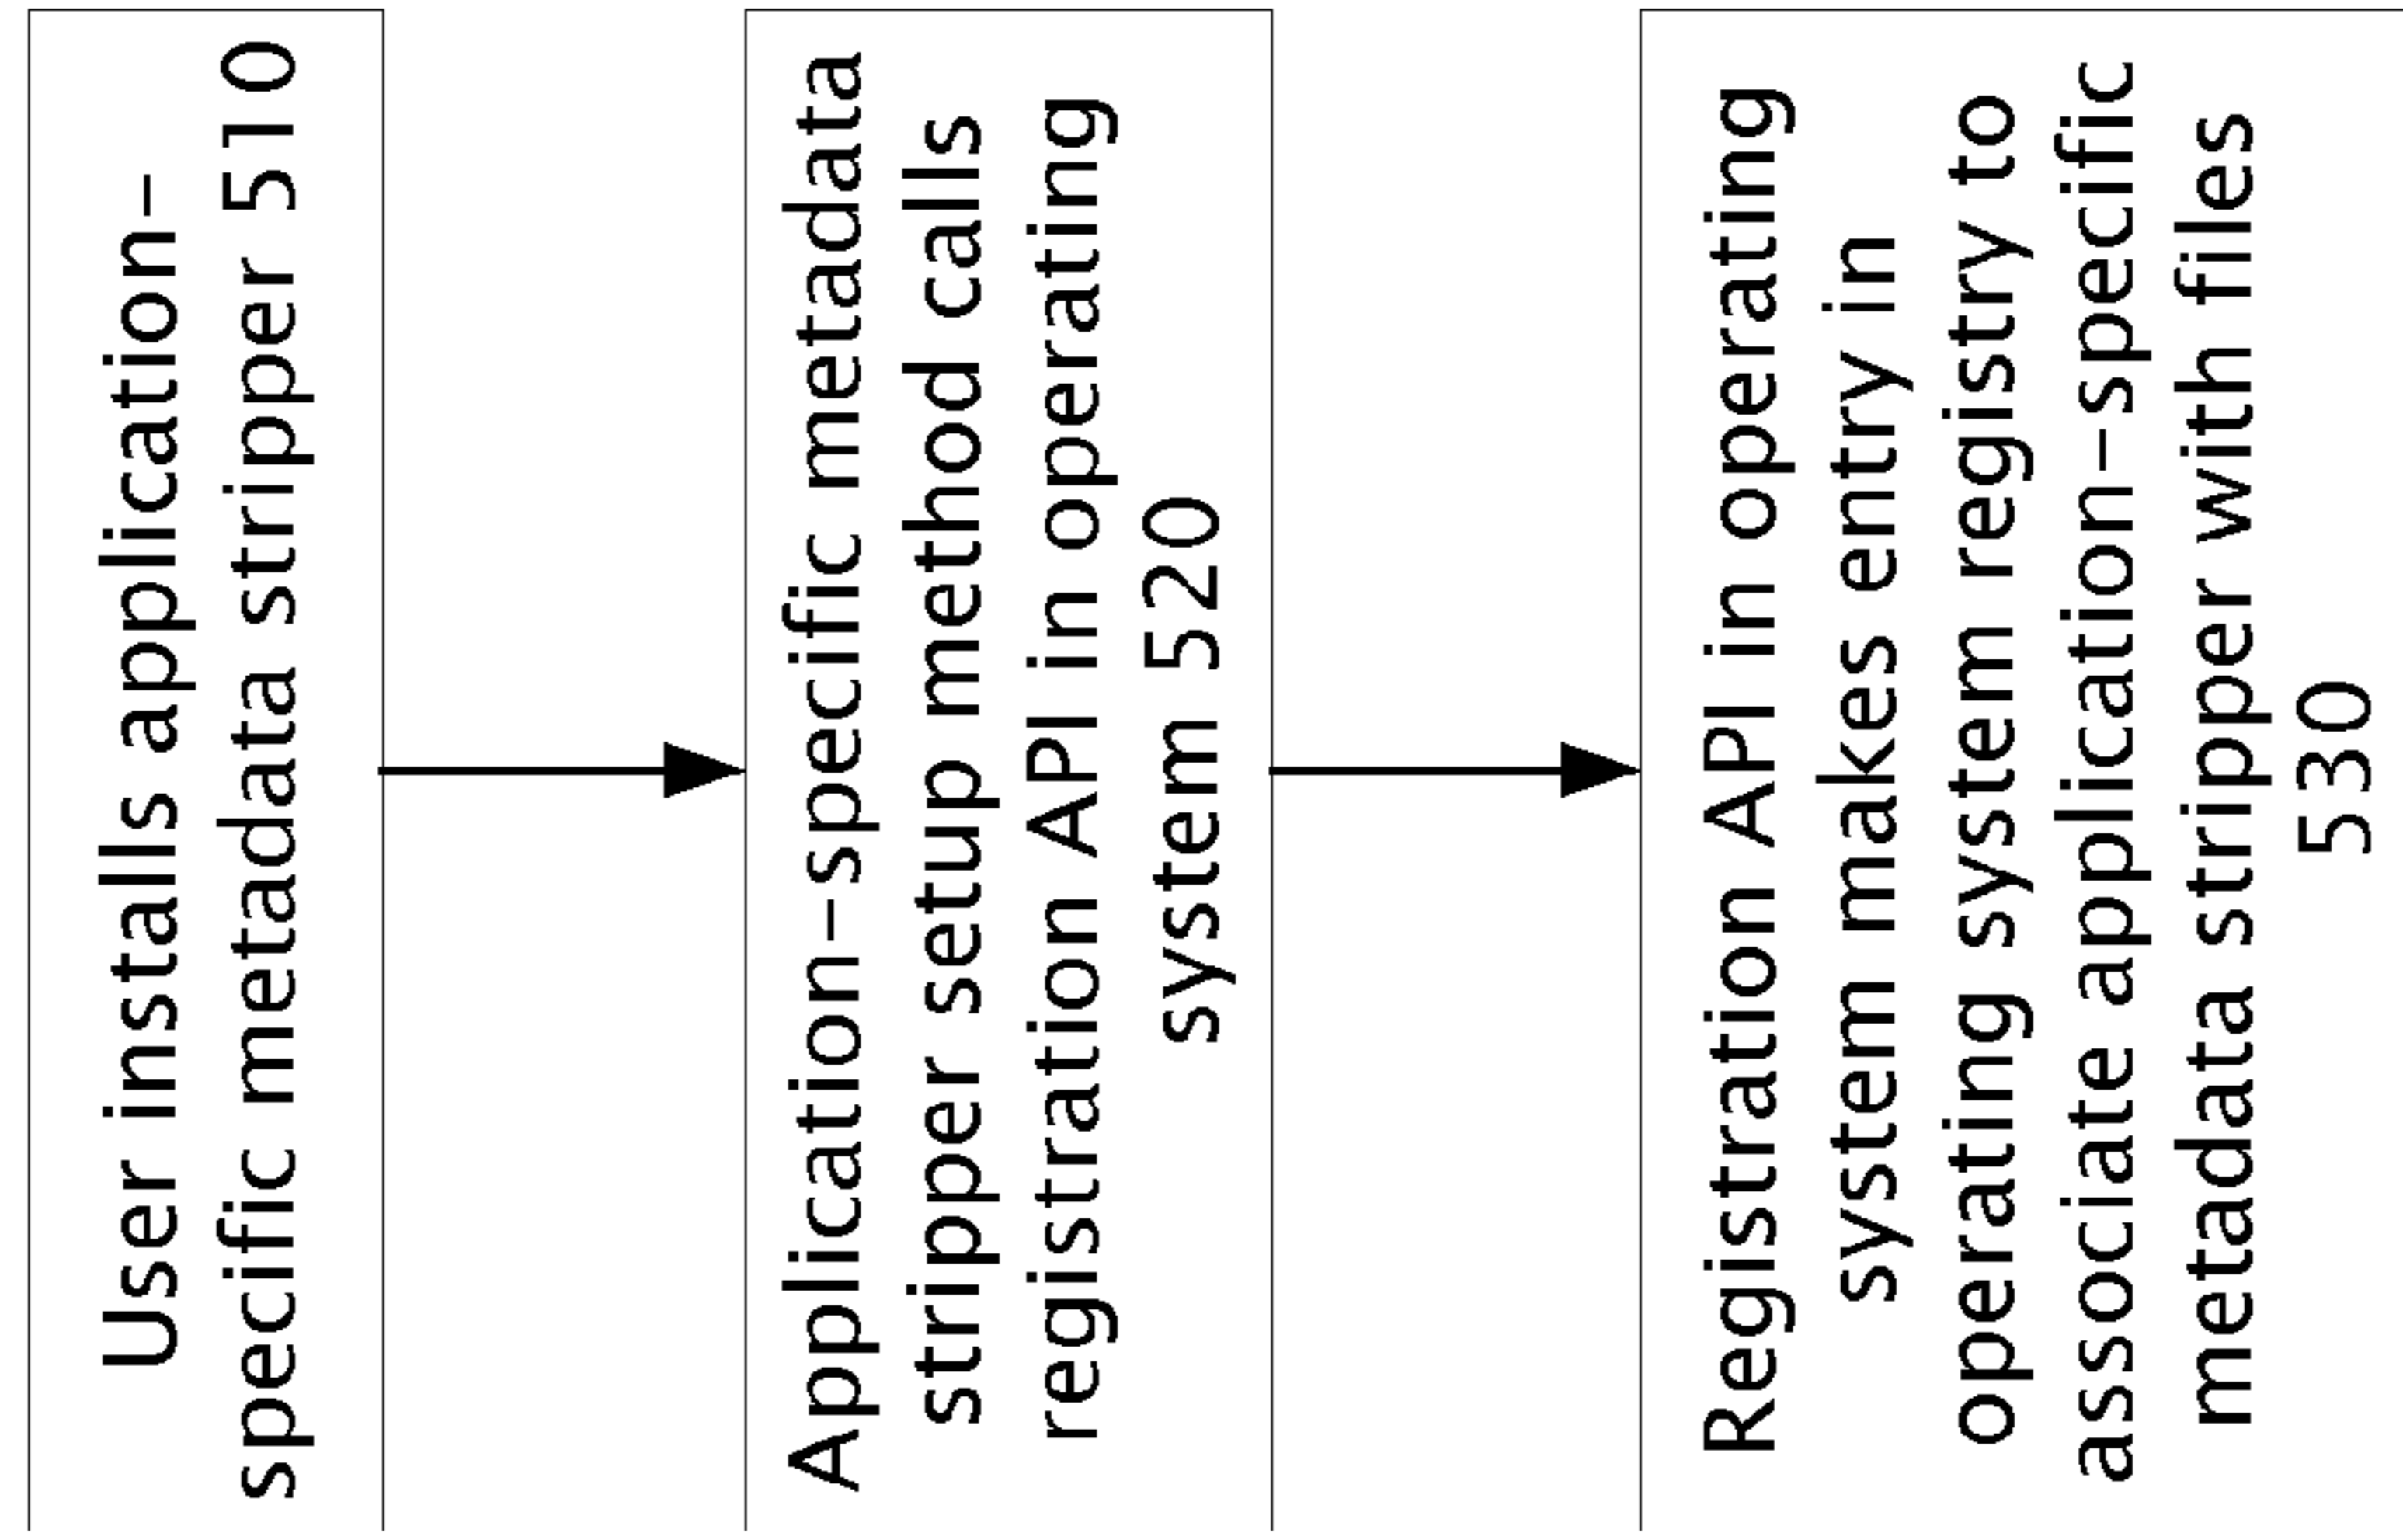 User installs application-
specific metadata stripper 510
Application-specific metadata
stripper setup method calls
registration API in operating
system 520
Registration API in operating
system makes entry in
operating system registry to
associate application-specific
metadata stripper with files
530